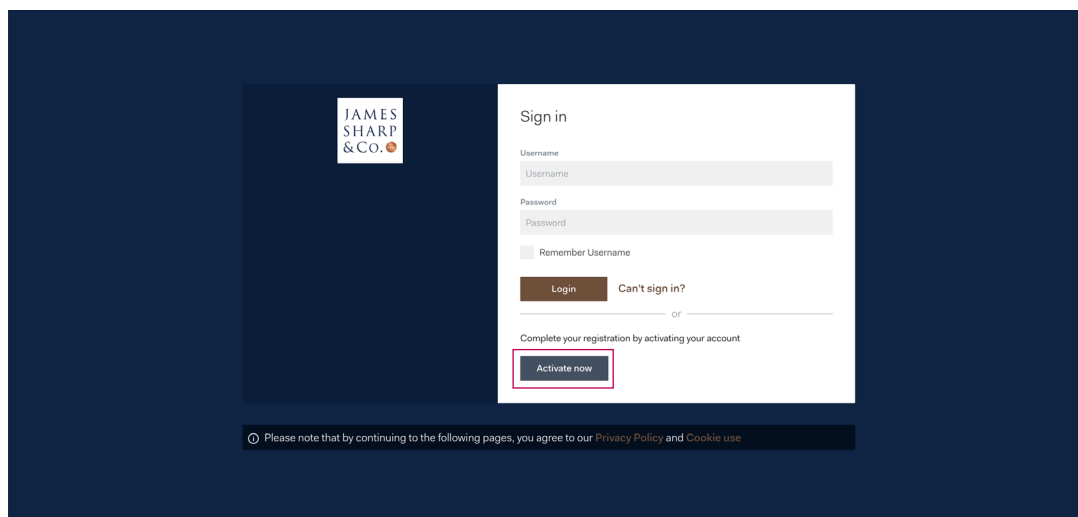 JAMES
SHARP
& Co.
Sign in
Username
Username
Password
Password
Remember Username
Login
Can't sign in?
or
Complete your registration by activating your account
Activate now
Please note that by continuing to the following pages, you agree to our Privacy Policy and Cookie use